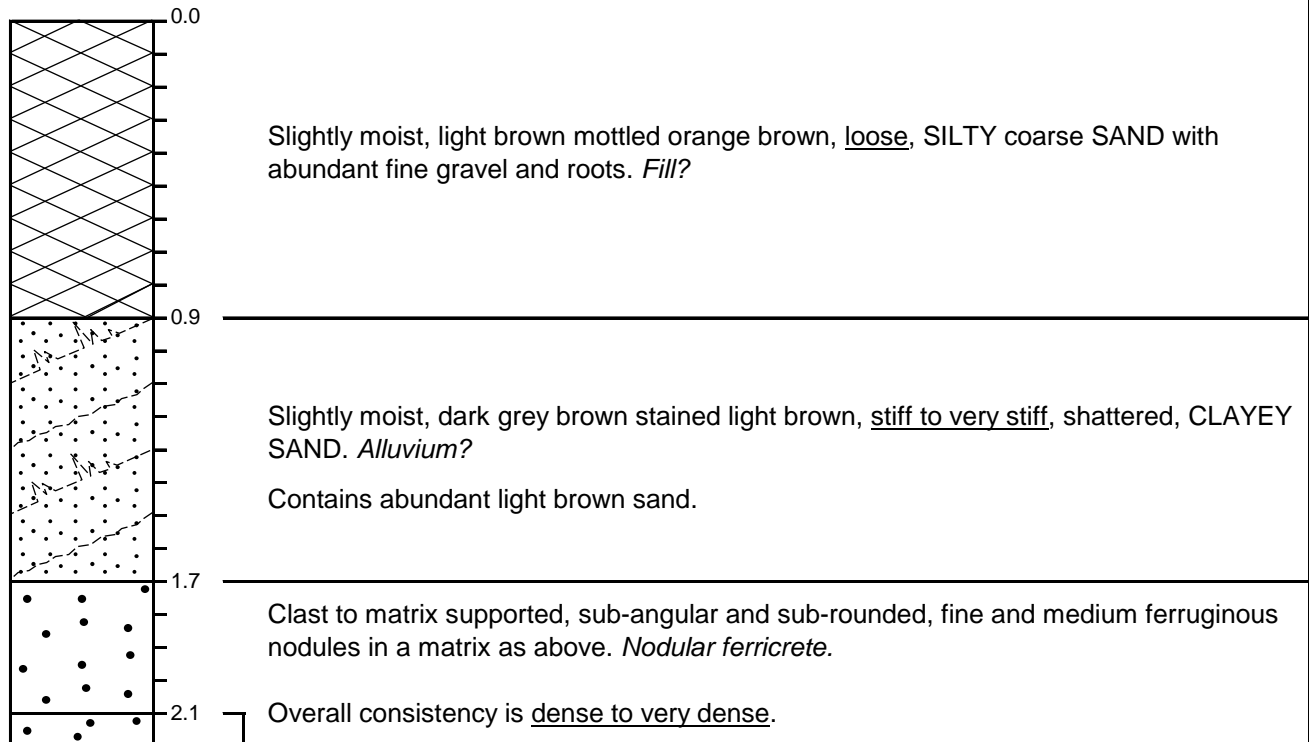 0.0
Slightly moist, light brown mottled orange brown, loose, SILTY coarse SAND with
abundant fine gravel and roots. Fill?
0.9
Slightly moist, dark grey brown stained light brown, stiff to very stiff, shattered, CLAYEY
SAND. Alluvium?
Contains abundant light brown sand.
1.7
Clast to matrix supported, sub-angular and sub-rounded, fine and medium ferruginous
nodules in a matrix as above. Nodular ferricrete.
2.1
Overall consistency is dense to very dense.